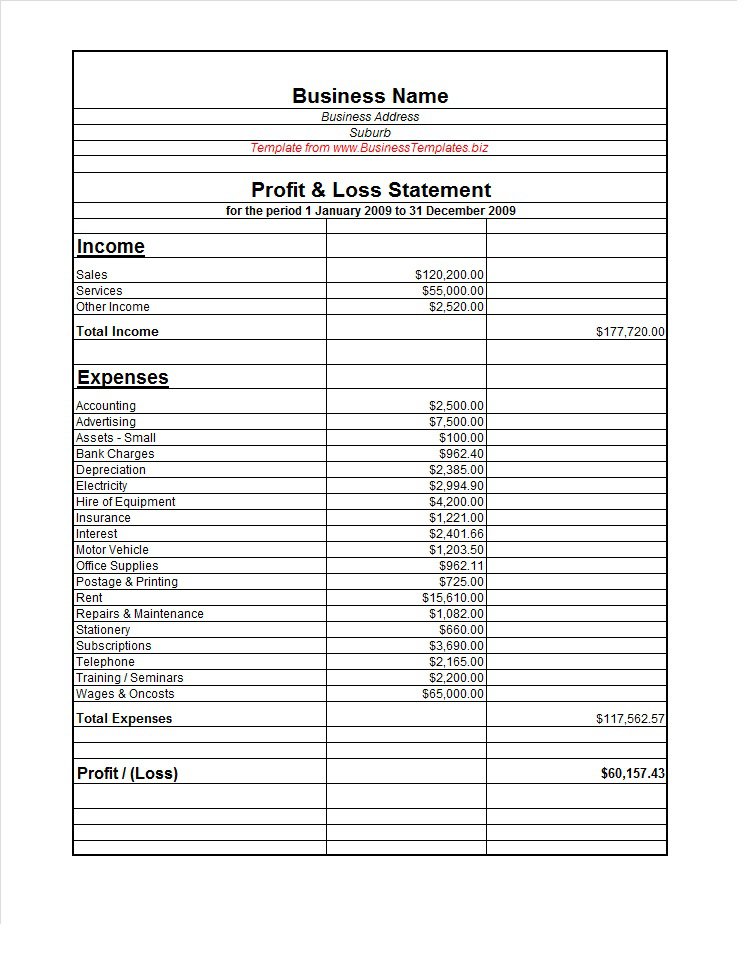 Business Name
Business Address
Suburb
Template from www.BusinessTemplates.biz
Profit & Loss Statement
for the period 1 January 2009 to 31 December 2009
Income
Sales $120,200.00
Services $55,000.00
Other Income $2,520.00
Total Income $177,720.00
Expenses
Accounting $2,500.00
Advertising $7,500.00
Assets - Small $100.00
Bank Charges $962.40
Depreciation $2,385.00
Electricity $2,994.90
Hire of Equipment $4,200.00
Insurance $1,221.00
Interest $2,401.66
Motor Vehicle $1,203.50
Office Supplies $962.11
Postage & Printing $725.00
Rent $15,610.00
Repairs & Maintenance $1,082.00
Stationery $660.00
Subscriptions $3,690.00
Telephone $2,165.00
Training / Seminars $2,200.00
Wages & Oncosts $65,000.00
Total Expenses $117,562.57
Profit / (Loss) $60,157.43